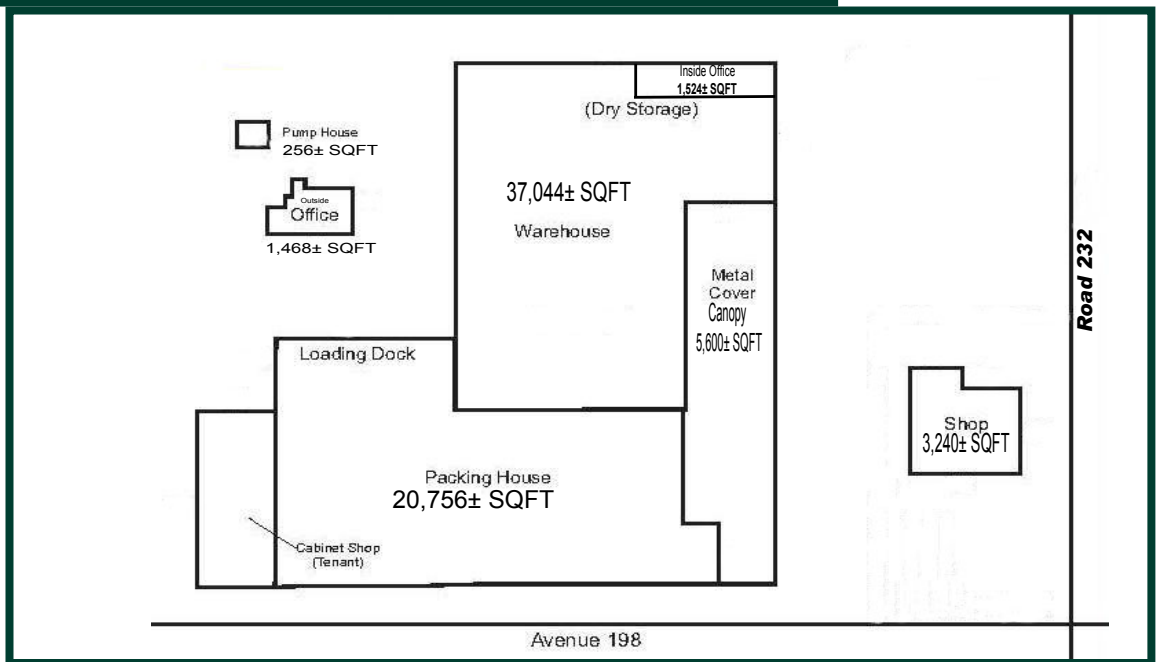 Inside Office
1,524± SQFT
(Dry Storage)
Pump House
256± SQFT
37,044± SQFT
Outside
Office
Warehouse
1,468± SQFT
Road 232
Metal
Cover
Canopy
5,600± SQFT
Loading Dock
Shop
3,240± SQFT
Packing House
20,756± SQFT
Cabinet Shop
(Tenant)
Avenue 198